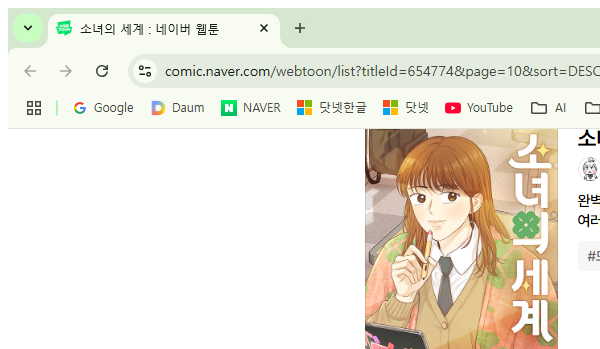 소녀의 세계 : 네이버 웹툰
comic.naver.com/webtoon/list?titleId=654774&page=10&sort=DESC
Google Daum NAVER 닷넷한글 닷넷 YouTube AI
소녀의 세계
완벽
여러